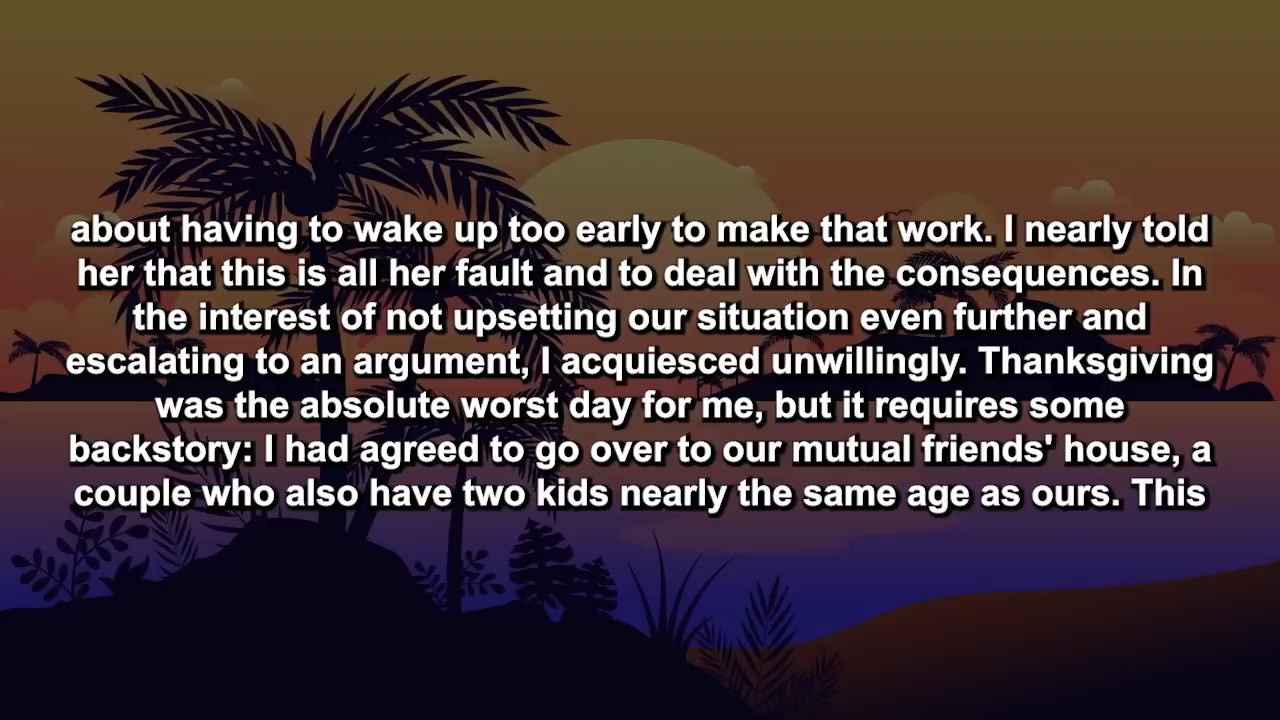 about having to wake up too early to make that work. I nearly told
her that this is all her fault and to deal with the consequences. In
the interest of not upsetting our situation even further and
escalating to an argument, I acquiesced unwillingly. Thanksgiving
was the absolute worst day for me, but it requires some
backstory: I had agreed to go over to our mutual friends' house, a
couple who also have two kids nearly the same age as ours. This